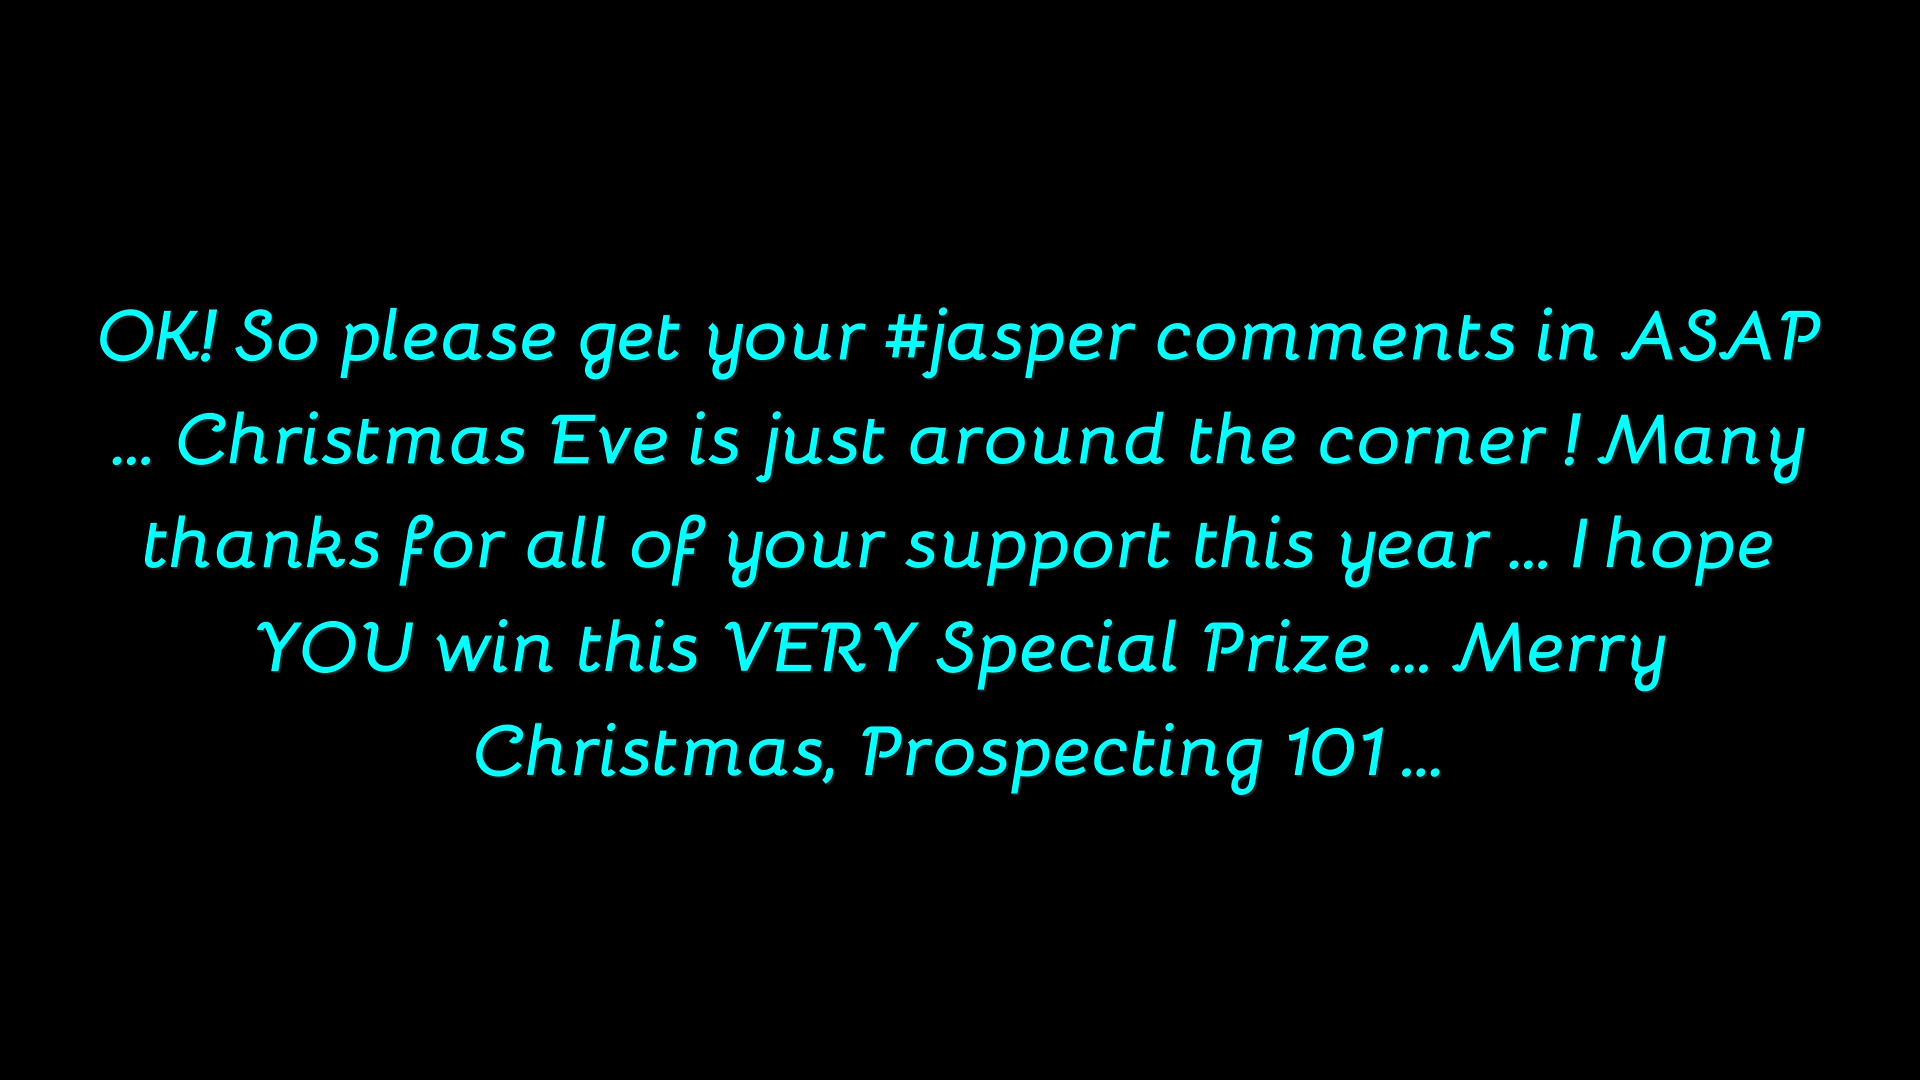 OK! So please get your #jasper comments in ASAP
... Christmas Eve is just around the corner ! Many
thanks for all of your support this year ... I hope
YOU win this VERY Special Prize ... Merry
Christmas, Prospecting 101 ...